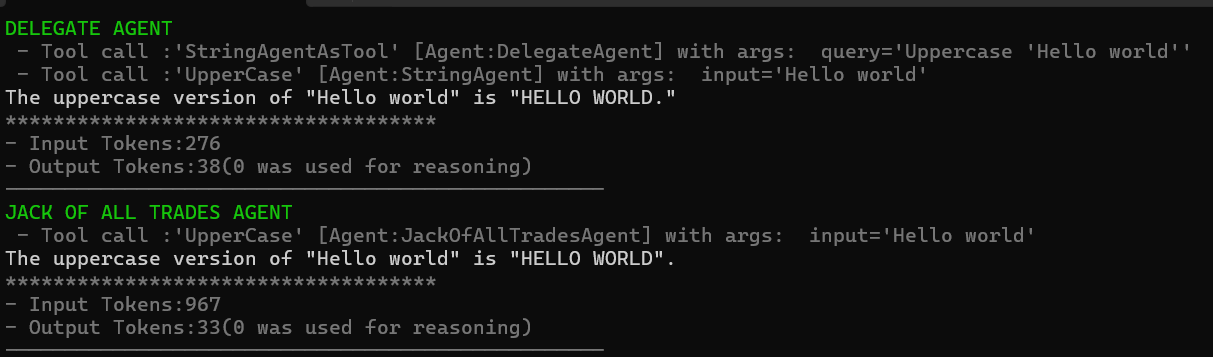 DELEGATE AGENT
- Tool call :'StringAgentAsTool' [Agent:DelegateAgent] with args:  query='Uppercase 'Hello world''
- Tool call :'UpperCase' [Agent:StringAgent] with args:  input='Hello world'
The uppercase version of "Hello world" is "HELLO WORLD."
************************************
- Input Tokens:276
- Output Tokens:38(0 was used for reasoning)
──────────────────────────────────────────────────
JACK OF ALL TRADES AGENT
- Tool call :'UpperCase' [Agent:JackOfAllTradesAgent] with args:  input='Hello world'
The uppercase version of "Hello world" is "HELLO WORLD".
************************************
- Input Tokens:967
- Output Tokens:33(0 was used for reasoning)
──────────────────────────────────────────────────